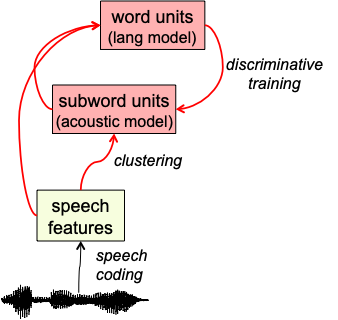 word units
(lang model)
discriminative
training
subword units
(acoustic model)
clustering
speech
features
speech
coding